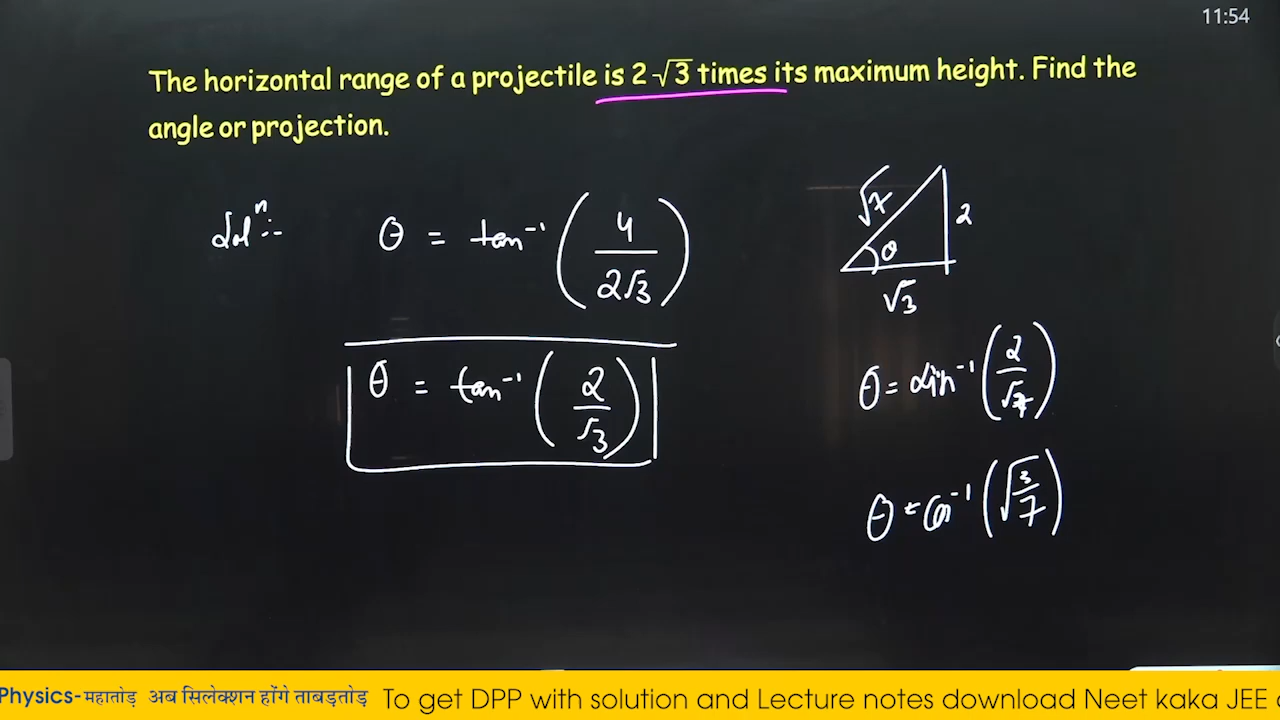 11:54
The horizontal range of a projectile is 2 √3 times its maximum height. Find the
angle or projection.
Solⁿ :-
θ = tan⁻¹ (4 / 2√3)
θ = tan⁻¹ (2 / √3)
√7
2
θ
√3
θ = sin⁻¹ (2 / √7)
θ = cos⁻¹ (√3/7)
Physics-महातोड़ अब सिलेक्शन होंगे ताबड़तोड़ To get DPP with solution and Lecture notes download Neet kaka JEE